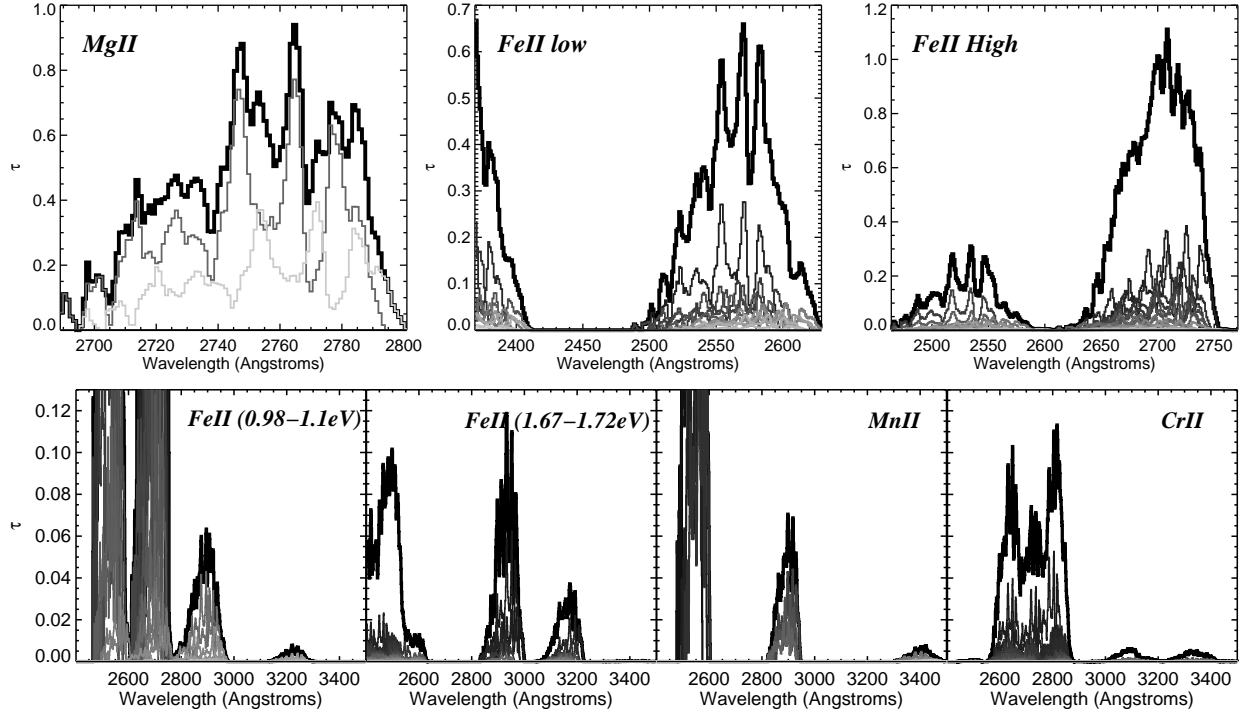 MgII
FeII low
FeII High
1.0
0.8
0.6
0.4
0.2
0.0
τ
2700 2720 2740 2760 2780 2800
Wavelength (Angstroms)
0.7
0.6
0.5
0.4
0.3
0.2
0.1
0.0
τ
2400 2450 2500 2550 2600
Wavelength (Angstroms)
1.2
1.0
0.8
0.6
0.4
0.2
0.0
τ
2500 2550 2600 2650 2700 2750
Wavelength (Angstroms)
FeII (0.98−1.1eV)
FeII (1.67−1.72eV)
MnII
CrII
0.12
0.10
0.08
0.06
0.04
0.02
0.00
τ
2600 2800 3000 3200 3400
Wavelength (Angstroms)
2600 2800 3000 3200 3400
Wavelength (Angstroms)
2600 2800 3000 3200 3400
Wavelength (Angstroms)
2600 2800 3000 3200 3400
Wavelength (Angstroms)